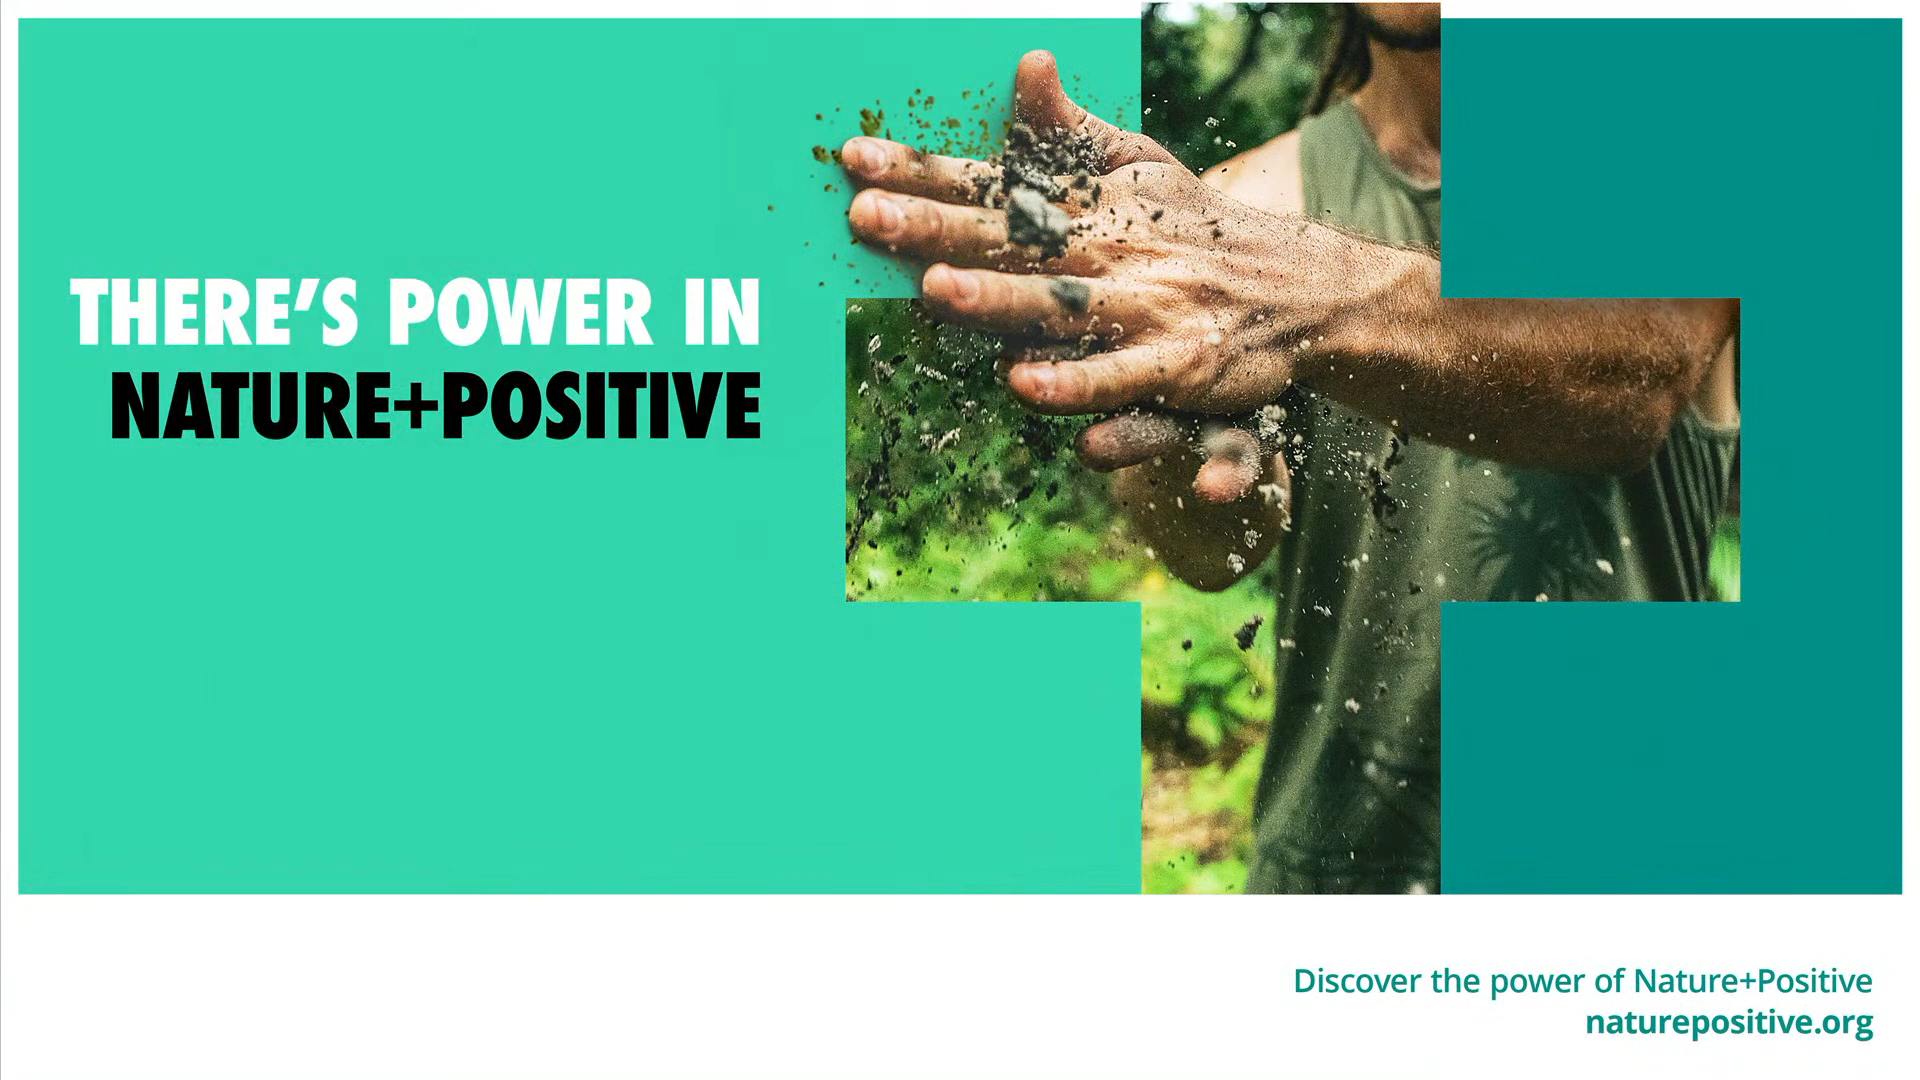 THERE’S POWER IN
NATURE+POSITIVE
Discover the power of Nature+Positive
naturepositive.org